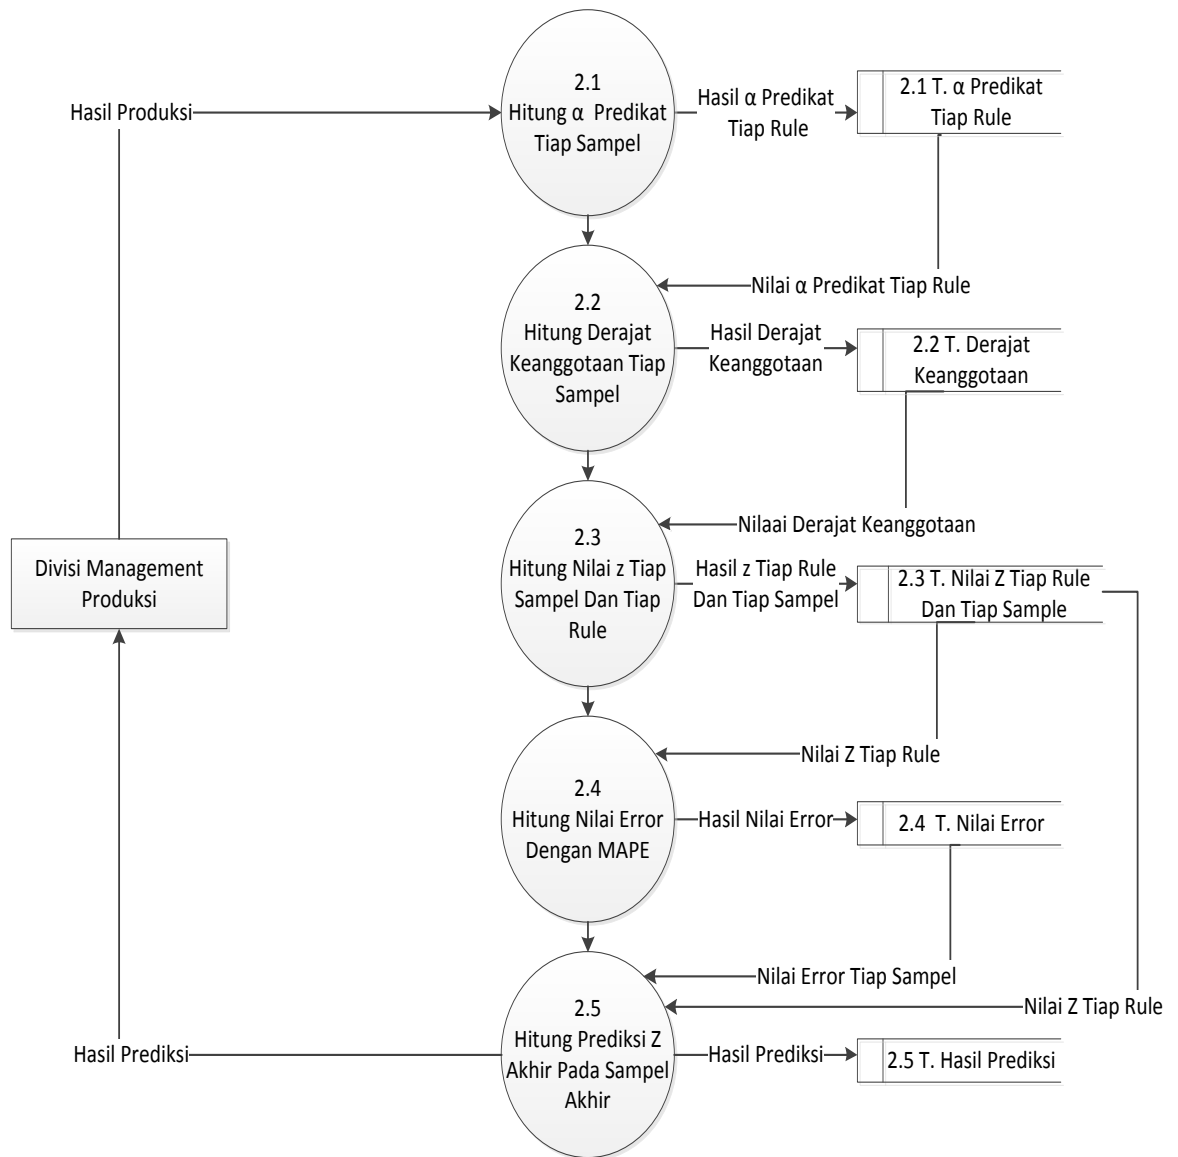 2.1
Hitung α Predikat
Tiap Sampel
Hasil Produksi
Hasil α Predikat
Tiap Rule
2.1 T. α Predikat
Tiap Rule
Nilai α Predikat Tiap Rule
2.2
Hitung Derajat
Keanggotaan Tiap
Sampel
Hasil Derajat
Keanggotaan
2.2 T. Derajat
Keanggotaan
Nilaai Derajat Keanggotaan
2.3
Hitung Nilai z Tiap
Sampel Dan Tiap
Rule
Divisi Management
Produksi
Hasil z Tiap Rule
Dan Tiap Sampel
2.3 T. Nilai Z Tiap Rule
Dan Tiap Sample
Nilai Z Tiap Rule
2.4
Hitung Nilai Error
Dengan MAPE
Hasil Nilai Error
2.4 T. Nilai Error
Nilai Error Tiap Sampel
Nilai Z Tiap Rule
2.5
Hitung Prediksi Z
Akhir Pada Sampel
Akhir
Hasil Prediksi
Hasil Prediksi
2.5 T. Hasil Prediksi